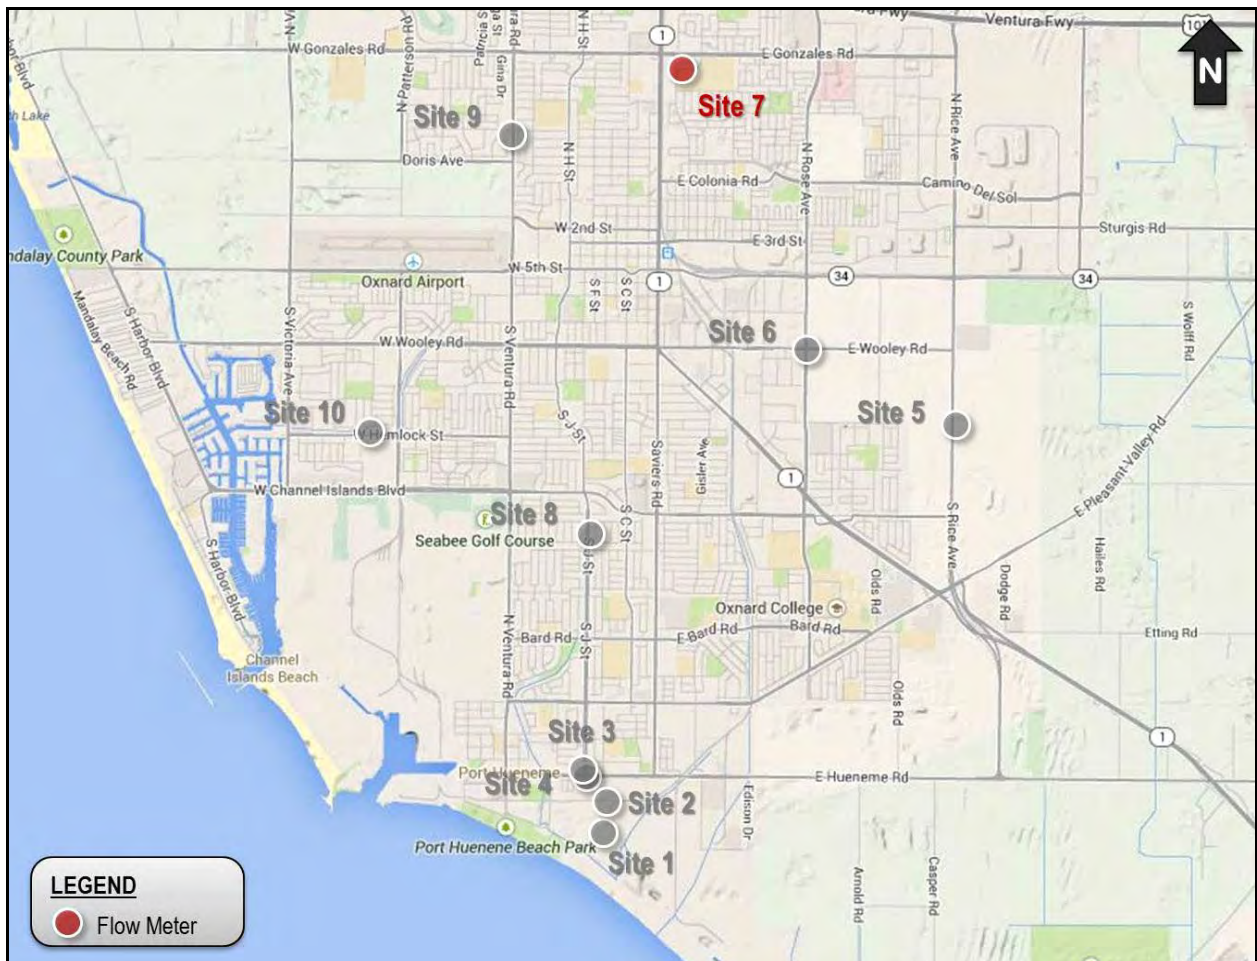 Ventura Fwy
101
1
W Gonzales Rd
E Gonzales Rd
N Patterson Rd
Gina Dr
N H St
N
Site 7
Site 9
Doris Ave
N H St
N Rose Ave
N Rice Ave
E Colonia Rd
Camino Del Sol
W 2nd St
E 3rd St
Sturgis Rd
ndalay County Park
Oxnard Airport
W 5th St
1
34
34
S F St
S C St
S Victoria Ave
S Harbor Blvd
Mandalay Beach Rd
W Wooley Rd
S Ventura Rd
Site 6
E Wooley Rd
S Wolff Rd
Site 10
W Hemlock St
S J St
Saviers Rd
Gisler Ave
Site 5
E Pleasant Valley Rd
W Channel Islands Blvd
1
Site 8
Seabee Golf Course
S J St
S C St
S Rice Ave
S Harbor Blvd
Hailes Rd
Olds Rd
Dodge Rd
Oxnard College
N Ventura Rd
Bard Rd
S J St
E Bard Rd
Bard Rd
Etting Rd
Channel
Islands Beach
Olds Rd
Site 3
1
Port Hueneme
Site 4
E Hueneme Rd
Site 2
Edison Dr
Port Huenene Beach Park
Site 1
Arnold Rd
Casper Rd
LEGEND
Flow Meter